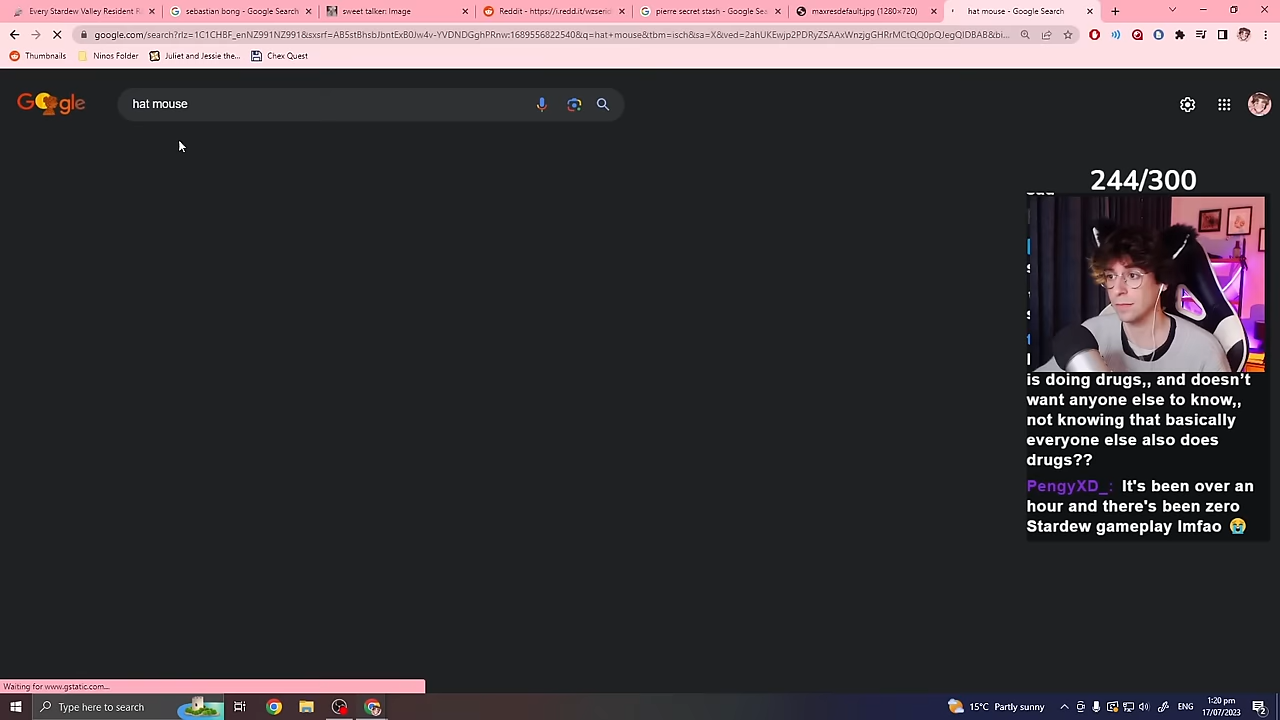 Every Stardew Valley Resident Ra
sebastian bong - Google Search
sweet talker: Image
Reddit - https://i.redd.it/wzseric
pierre secret stash - Google Sea
maxresdefault.jpg (1280×720)
hat mouse - Google Search
Thumbnails
Ninos Folder
Juliet and Jessie the...
Chex Quest
Google
hat mouse
244/300
is doing drugs,, and doesn't
want anyone else to know,,
not knowing that basically
everyone else also does
drugs??
PengyXD_: It's been over an
hour and there's been zero
Stardew gameplay lmfao 😭
Waiting for www.gstatic.com...
Type here to search
15°C Partly sunny
1:20 pm
17/07/2023